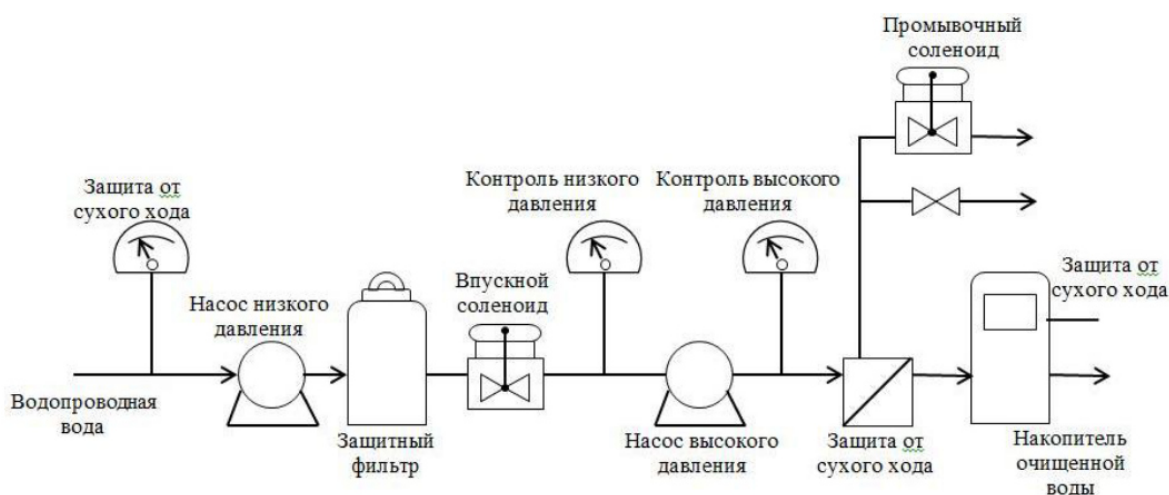 Промывочный
соленоид
Защита от
сухого хода
Контроль низкого
давления
Контроль высокого
давления
Впускной
соленоид
Защита от
сухого хода
Насос низкого
давления
Водопроводная
вода
Защитный
фильтр
Насос высокого
давления
Защита от
сухого хода
Накопитель
очищенной
воды